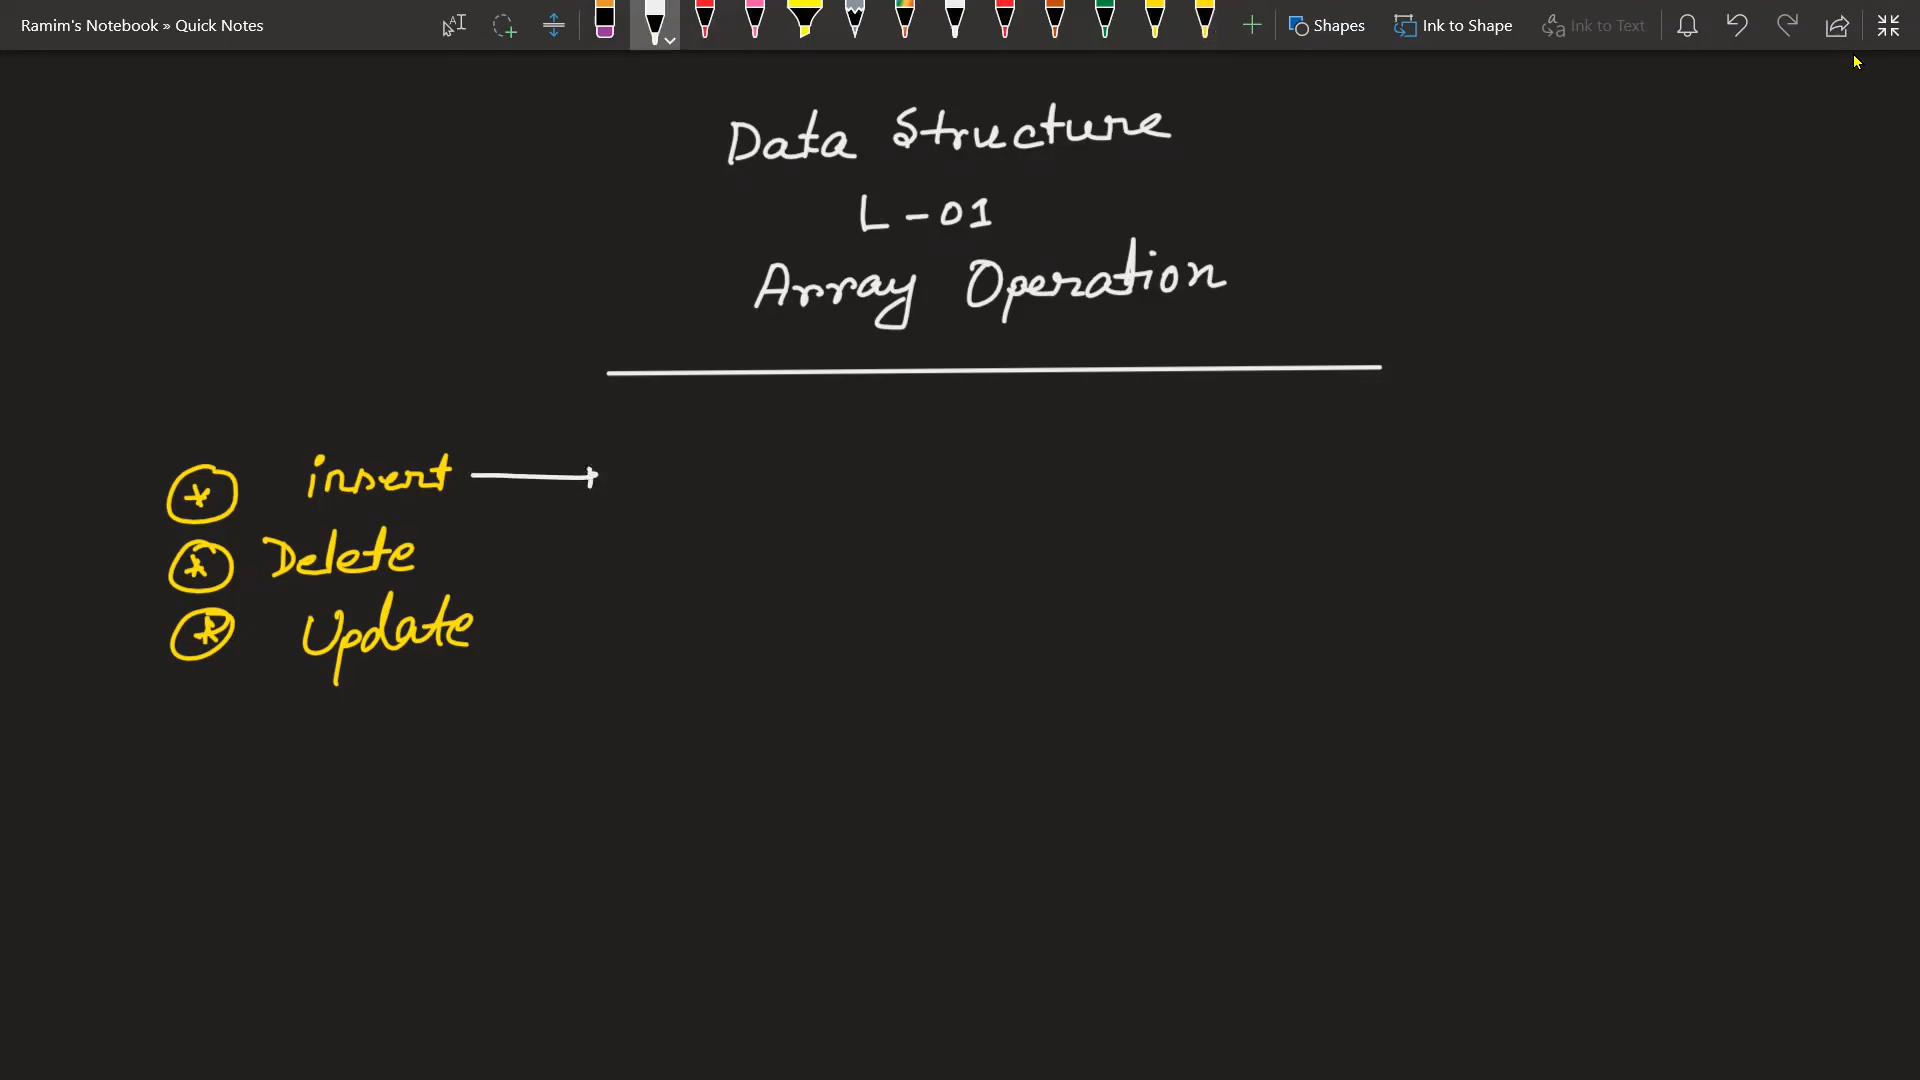 Ramim's Notebook » Quick Notes
Shapes
Ink to Shape
Ink to Text
Data Structure
L-01
Array Operation
insert
Delete
Update